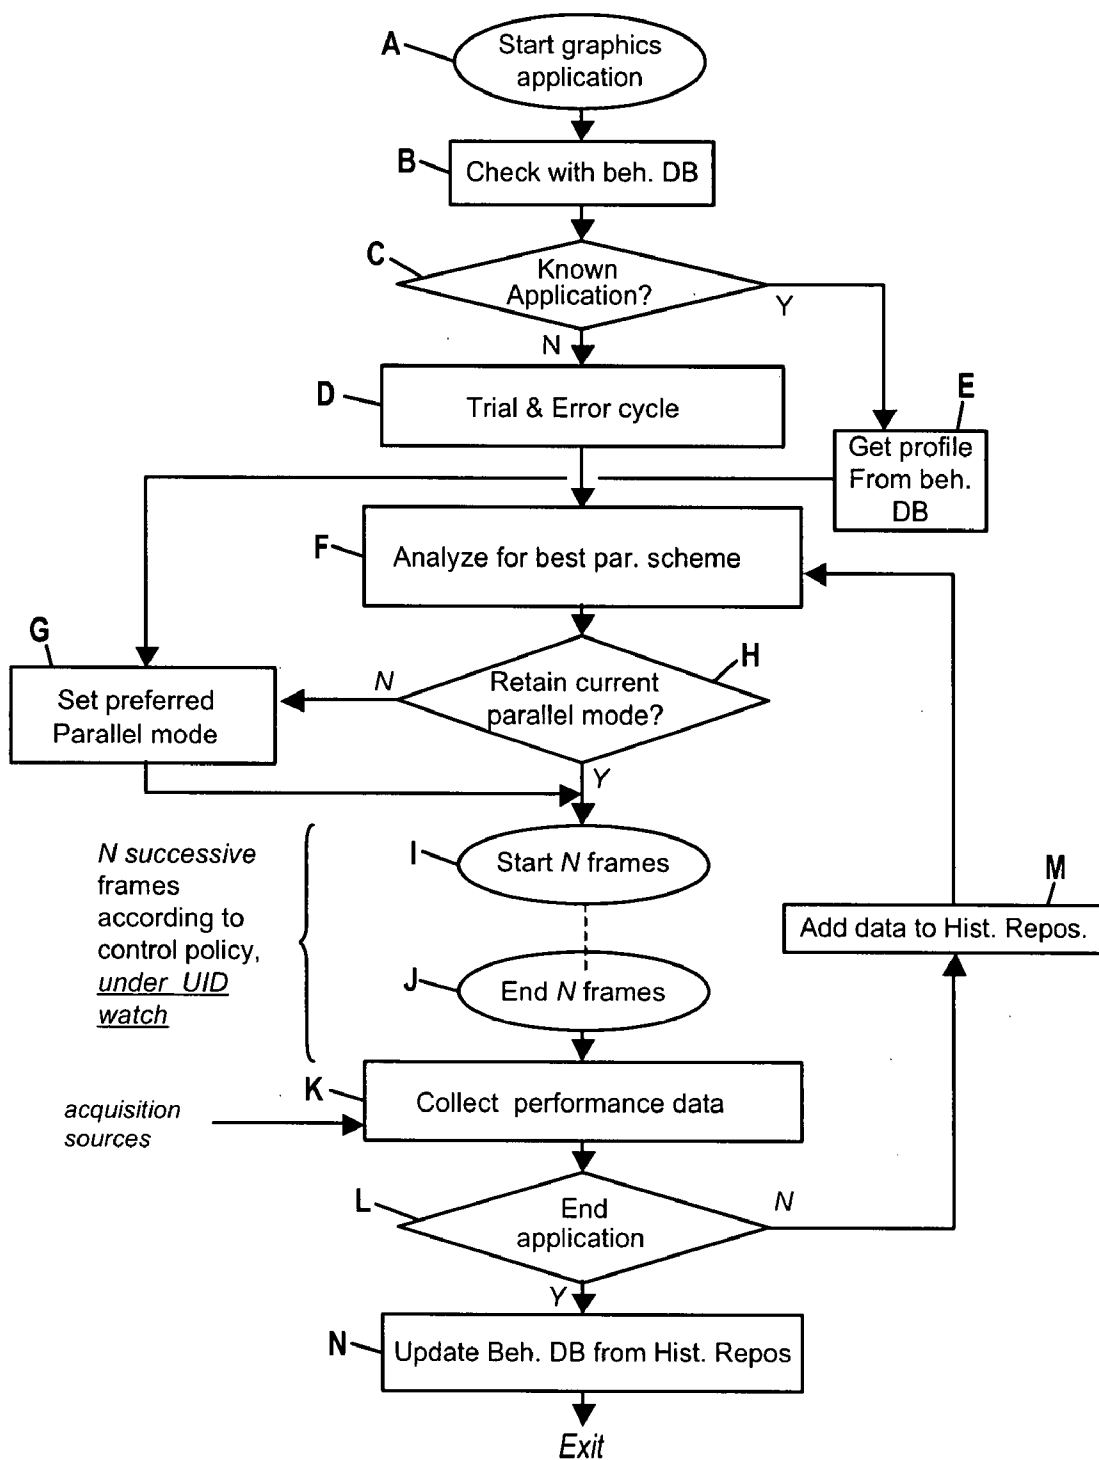 A
Start graphics
application
B
Check with beh. DB
C
Known
Application?
Y
N
D
Trial & Error cycle
E
Get profile
From beh.
DB
F
Analyze for best par. scheme
G
Set preferred
Parallel mode
H
Retain current
parallel mode?
N
Y
N successive
frames
according to
control policy,
under UID
watch
I
Start N frames
J
End N frames
M
Add data to Hist. Repos.
K
Collect performance data
acquisition
sources
L
End
application
N
Y
N
Update Beh. DB from Hist. Repos
Exit